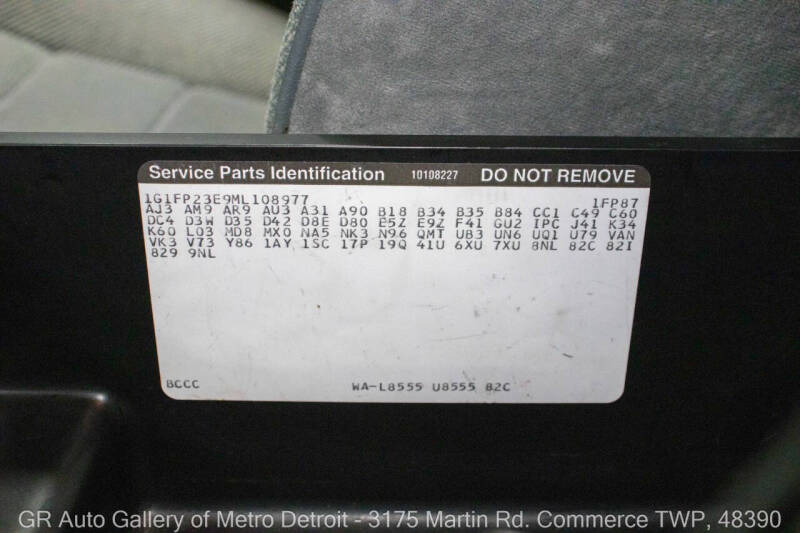 Service Parts Identification 10108227 DO NOT REMOVE
1G1FP23E9ML108977 1FP87
AJ3 AM9 AR9 AU3 A31 A90 B18 B34 B35 B84 CC1 C49 C60
DC4 D3W D35 D42 D8E D80 E5Z E9Z F41 GU2 IPC J41 K34
K60 L03 MD8 MX0 NA5 NK3 N96 QMT U83 UN6 UQ1 U79 VAN
VK3 V73 Y86 1AY 1SC 17P 19Q 41U 6XU 7XU 8NL 82C 82I
829 9NL
BCCC WA-L8555 U8555 82C
GR Auto Gallery of Metro Detroit - 3175 Martin Rd. Commerce TWP, 48390